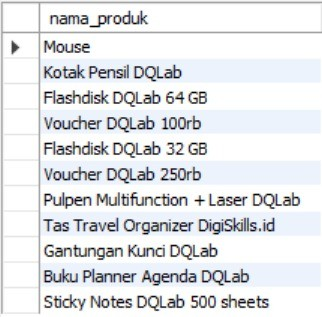 nama_produk
Mouse
Kotak Pensil DQLab
Flashdisk DQLab 64 GB
Voucher DQLab 100rb
Flashdisk DQLab 32 GB
Voucher DQLab 250rb
Pulpen Multifunction + Laser DQLab
Tas Travel Organizer DigiSkills.id
Gantungan Kunci DQLab
Buku Planner Agenda DQLab
Sticky Notes DQLab 500 sheets